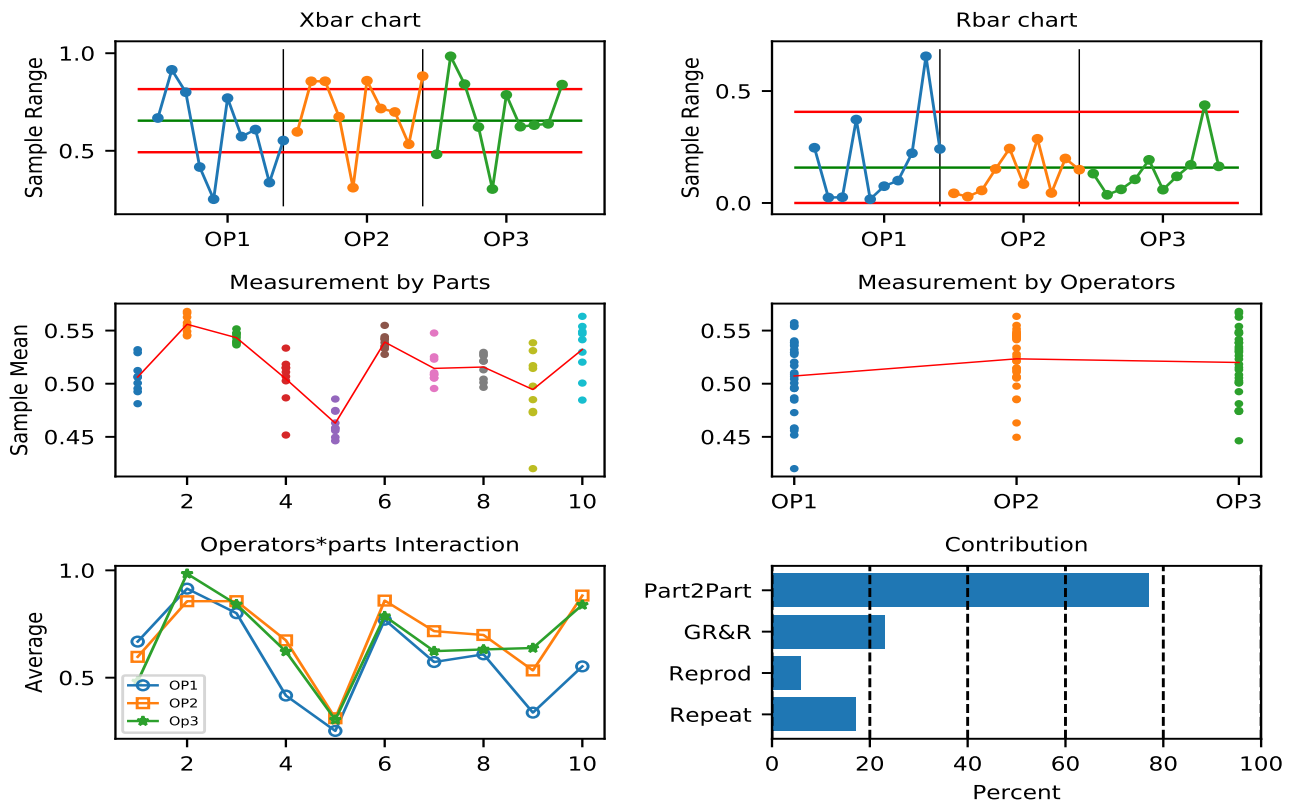 Xbar chart
Sample Range
1.0
0.5
OP1 OP2 OP3
Rbar chart
Sample Range
0.5
0.0
OP1 OP2 OP3
Measurement by Parts
Sample Mean
0.55
0.50
0.45
2 4 6 8 10
Measurement by Operators
0.55
0.50
0.45
OP1 OP2 OP3
Operators*parts Interaction
Average
1.0
0.5
OP1
OP2
Op3
2 4 6 8 10
Contribution
Part2Part
GR&R
Reprod
Repeat
0 20 40 60 80 100
Percent